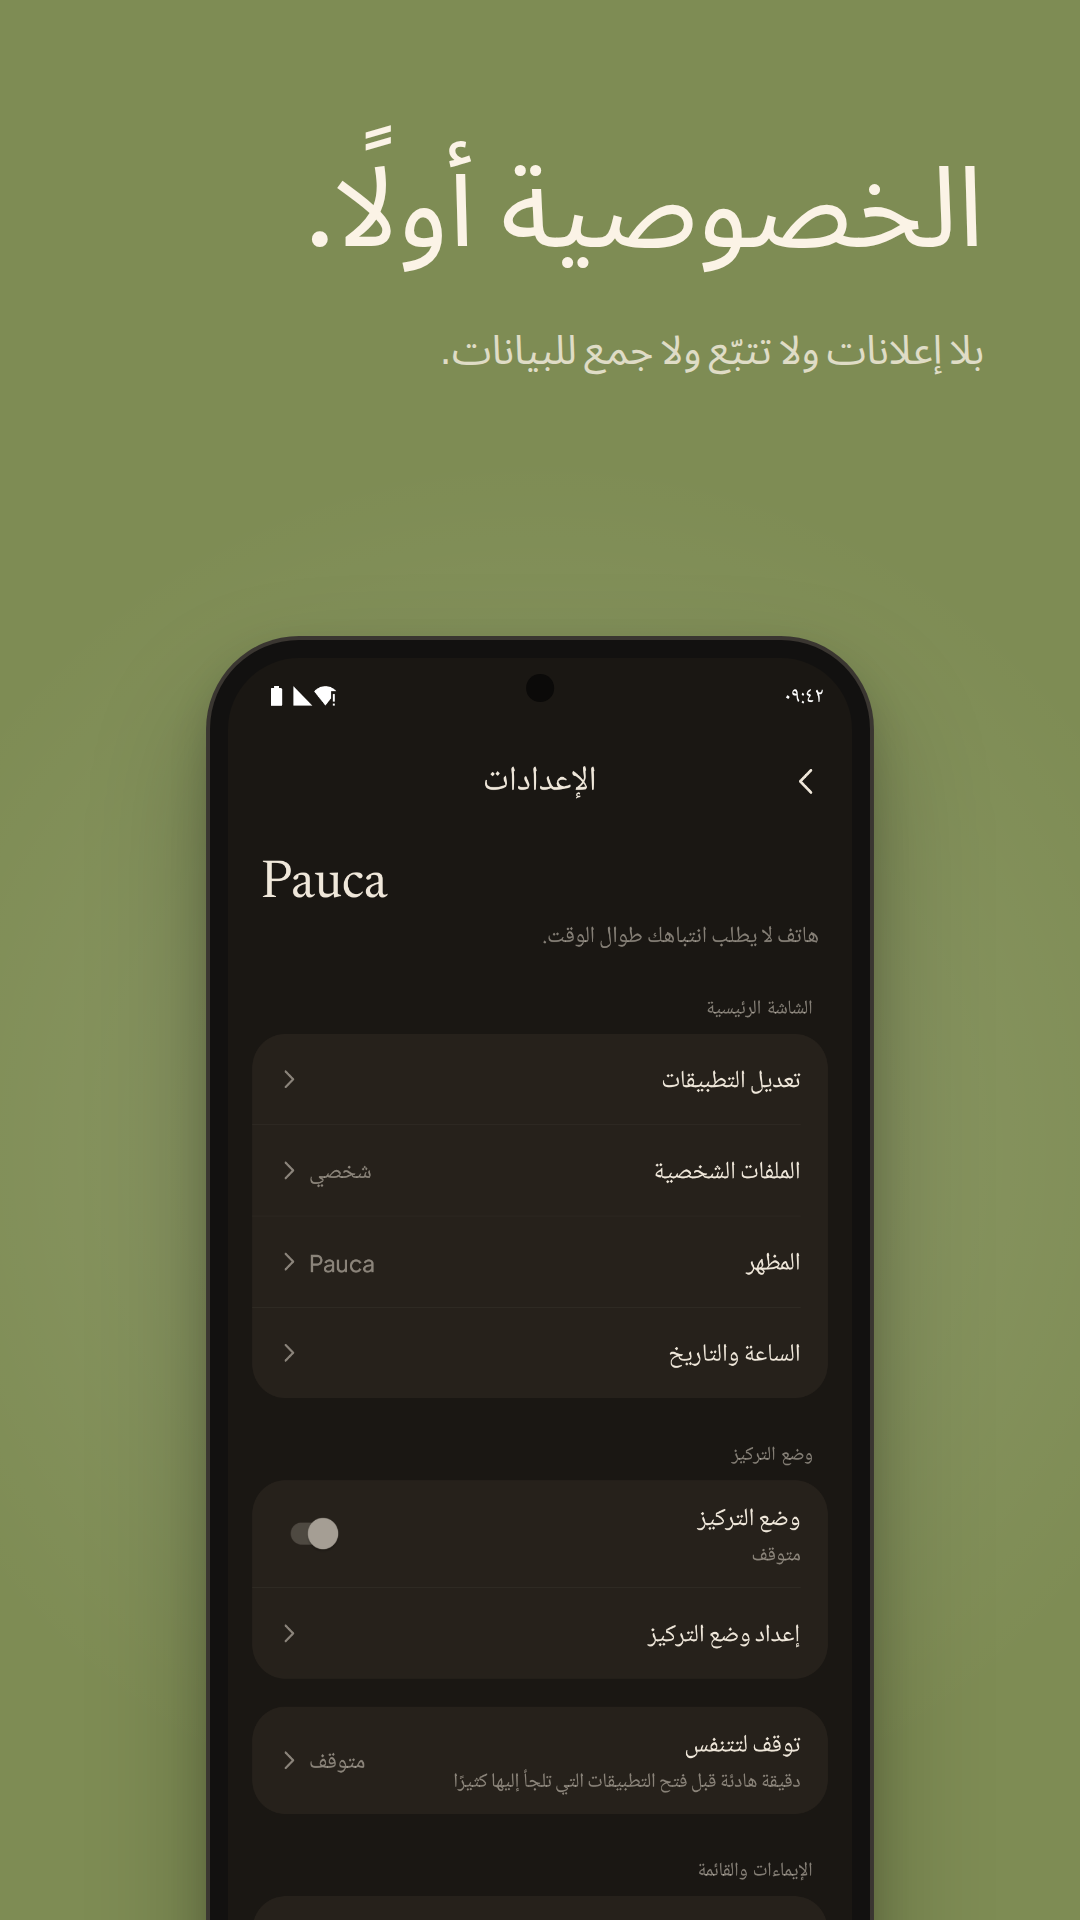 الخصوصية أولًا.
بلا إعلانات ولا تتبّع ولا جمع للبيانات.
٠٩:٤٢
الإعدادات
Pauca
هاتف لا يطلب انتباهك طوال الوقت.
الشاشة الرئيسية
تعديل التطبيقات
الملفات الشخصية شخصي
المظهر Pauca
الساعة والتاريخ
وضع التركيز
وضع التركيز
متوقف
إعداد وضع التركيز
توقف لتتنفس
متوقف
دقيقة هادئة قبل فتح التطبيقات التي تلجأ إليها كثيرًا
الإيماءات والقائمة